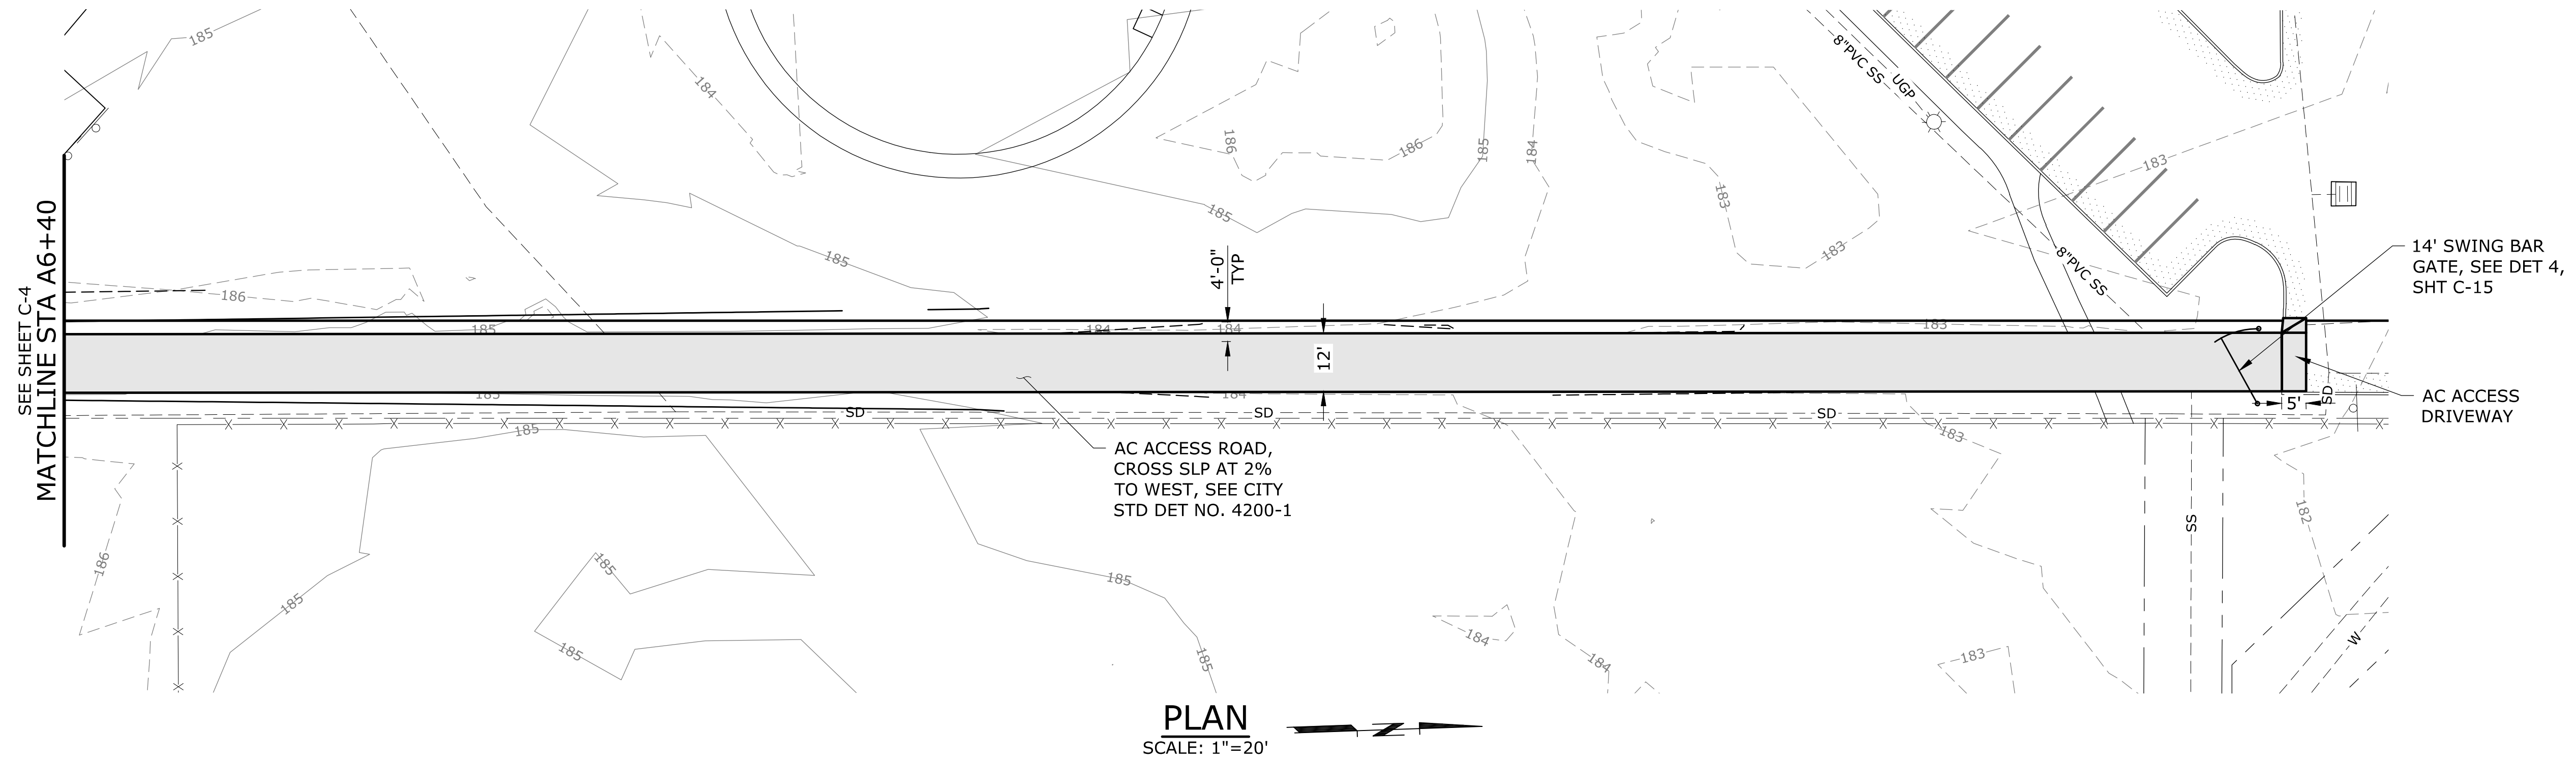 SEE SHEET C-4
MATCHLINE STA A6+40
185
184
186
186
185
184
185
185
183
183
183
8"PVC SS
UGP
8"PVC SS
186
185
184
184
183
4'-0"
TYP
12'
14' SWING BAR
GATE, SEE DET 4,
SHT C-15
5'
AC ACCESS
DRIVEWAY
185
184
SD
SD
SD
SD
AC ACCESS ROAD,
CROSS SLP AT 2%
TO WEST, SEE CITY
STD DET NO. 4200-1
185
183
186
185
185
185
185
185
184
184
183
182
SS
W
PLAN
SCALE: 1"=20'
Z